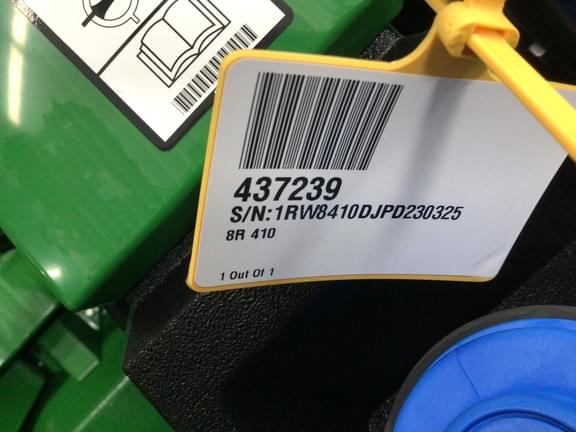 437239
S/N:1RW8410DJPD230325
8R 410
1 Out Of 1